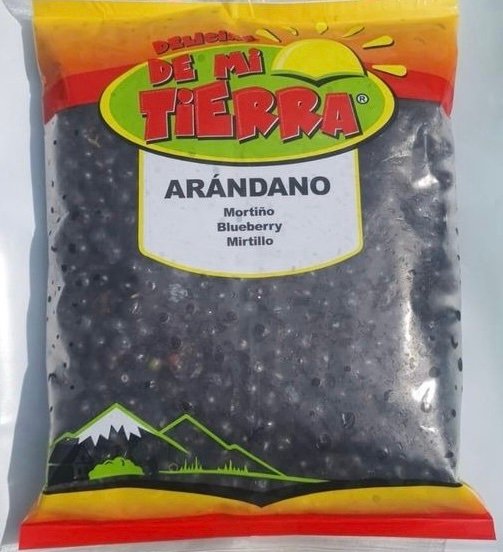 DELICIAS
DE MI
TIERRA®
ARÁNDANO
Mortiño
Blueberry
Mirtillo